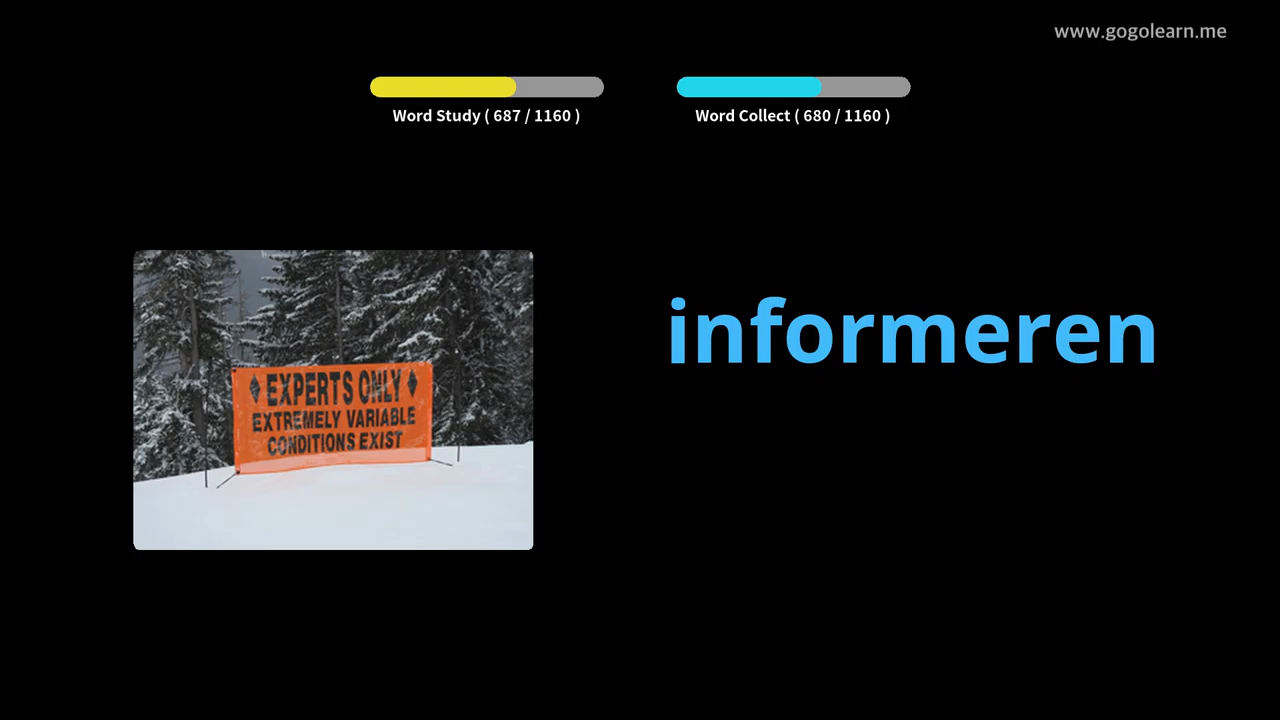 www.gogolearn.me
Word Study ( 687 / 1160 )
Word Collect ( 680 / 1160 )
informeren
EXPERTS ONLY
EXTREMELY VARIABLE
CONDITIONS EXIST